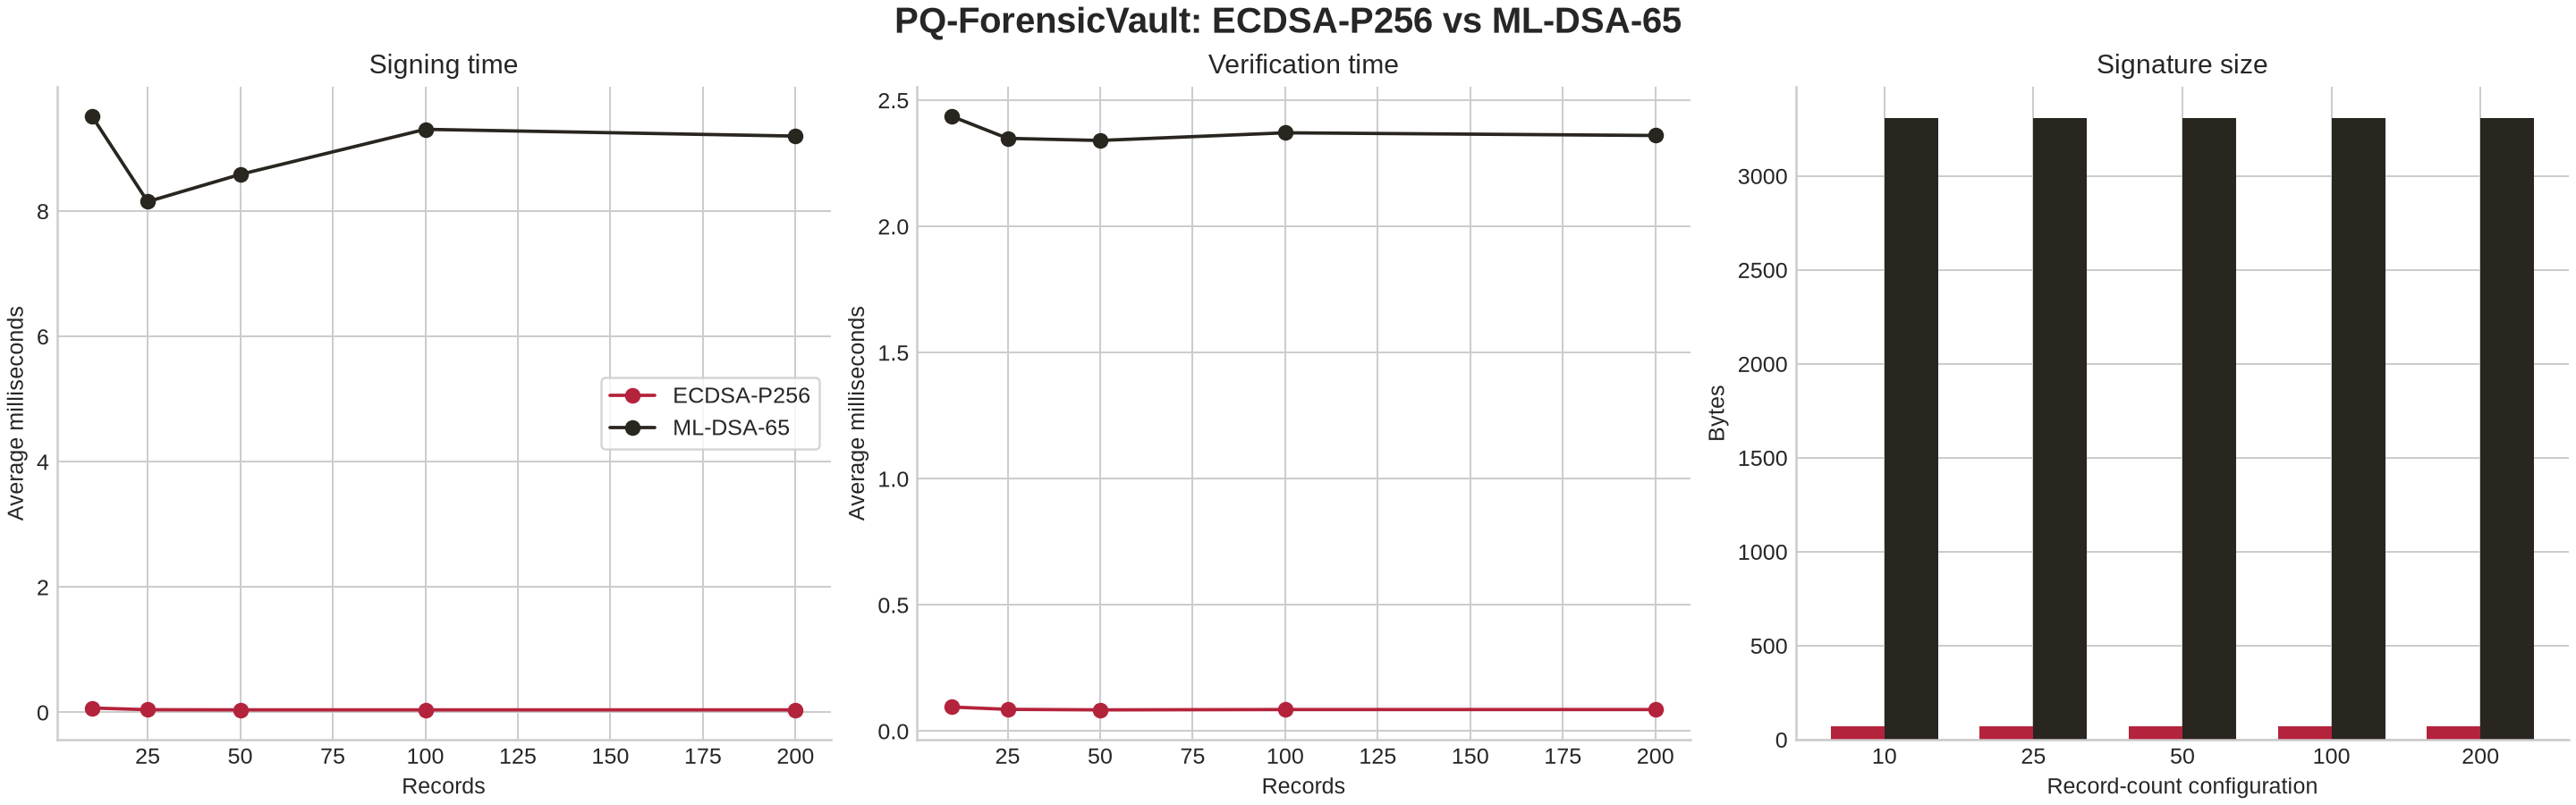 PQ-ForensicVault: ECDSA-P256 vs ML-DSA-65
Signing time
Average milliseconds
8
6
4
2
0
25 50 75 100 125 150 175 200
Records
ECDSA-P256
ML-DSA-65
Verification time
Average milliseconds
2.5
2.0
1.5
1.0
0.5
0.0
25 50 75 100 125 150 175 200
Records
Signature size
Bytes
3000
2500
2000
1500
1000
500
0
10 25 50 100 200
Record-count configuration